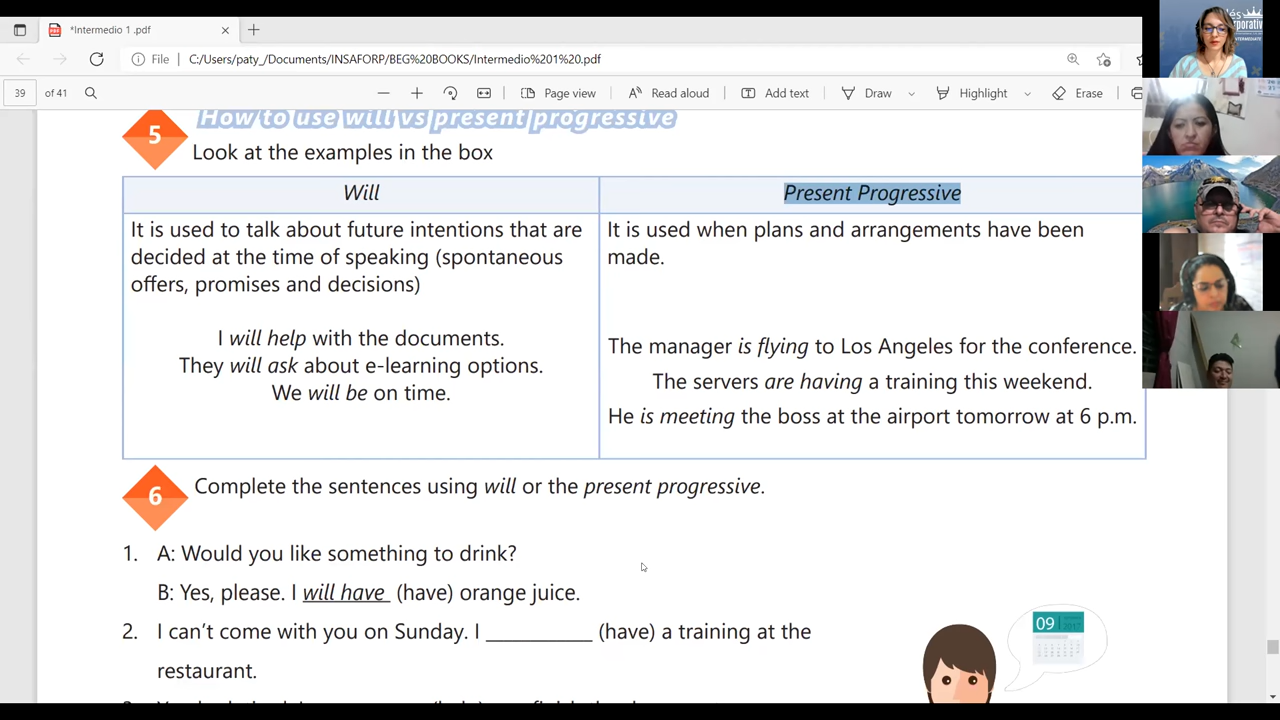 *Intermedio 1 .pdf
File
C:/Users/paty_/Documents/INSAFORP/BEG%20BOOKS/Intermedio%201%20.pdf
39
of 41
Page view
Read aloud
Add text
Draw
Highlight
Erase
How to use will vs present progressive
5
Look at the examples in the box
Will
Present Progressive
It is used to talk about future intentions that are
decided at the time of speaking (spontaneous
offers, promises and decisions)
I will help with the documents.
They will ask about e-learning options.
We will be on time.
It is used when plans and arrangements have been
made.
The manager is flying to Los Angeles for the conference.
The servers are having a training this weekend.
He is meeting the boss at the airport tomorrow at 6 p.m.
6
Complete the sentences using will or the present progressive.
1. A: Would you like something to drink?
B: Yes, please. I will have (have) orange juice.
2. I can't come with you on Sunday. I __________ (have) a training at the
restaurant.
09